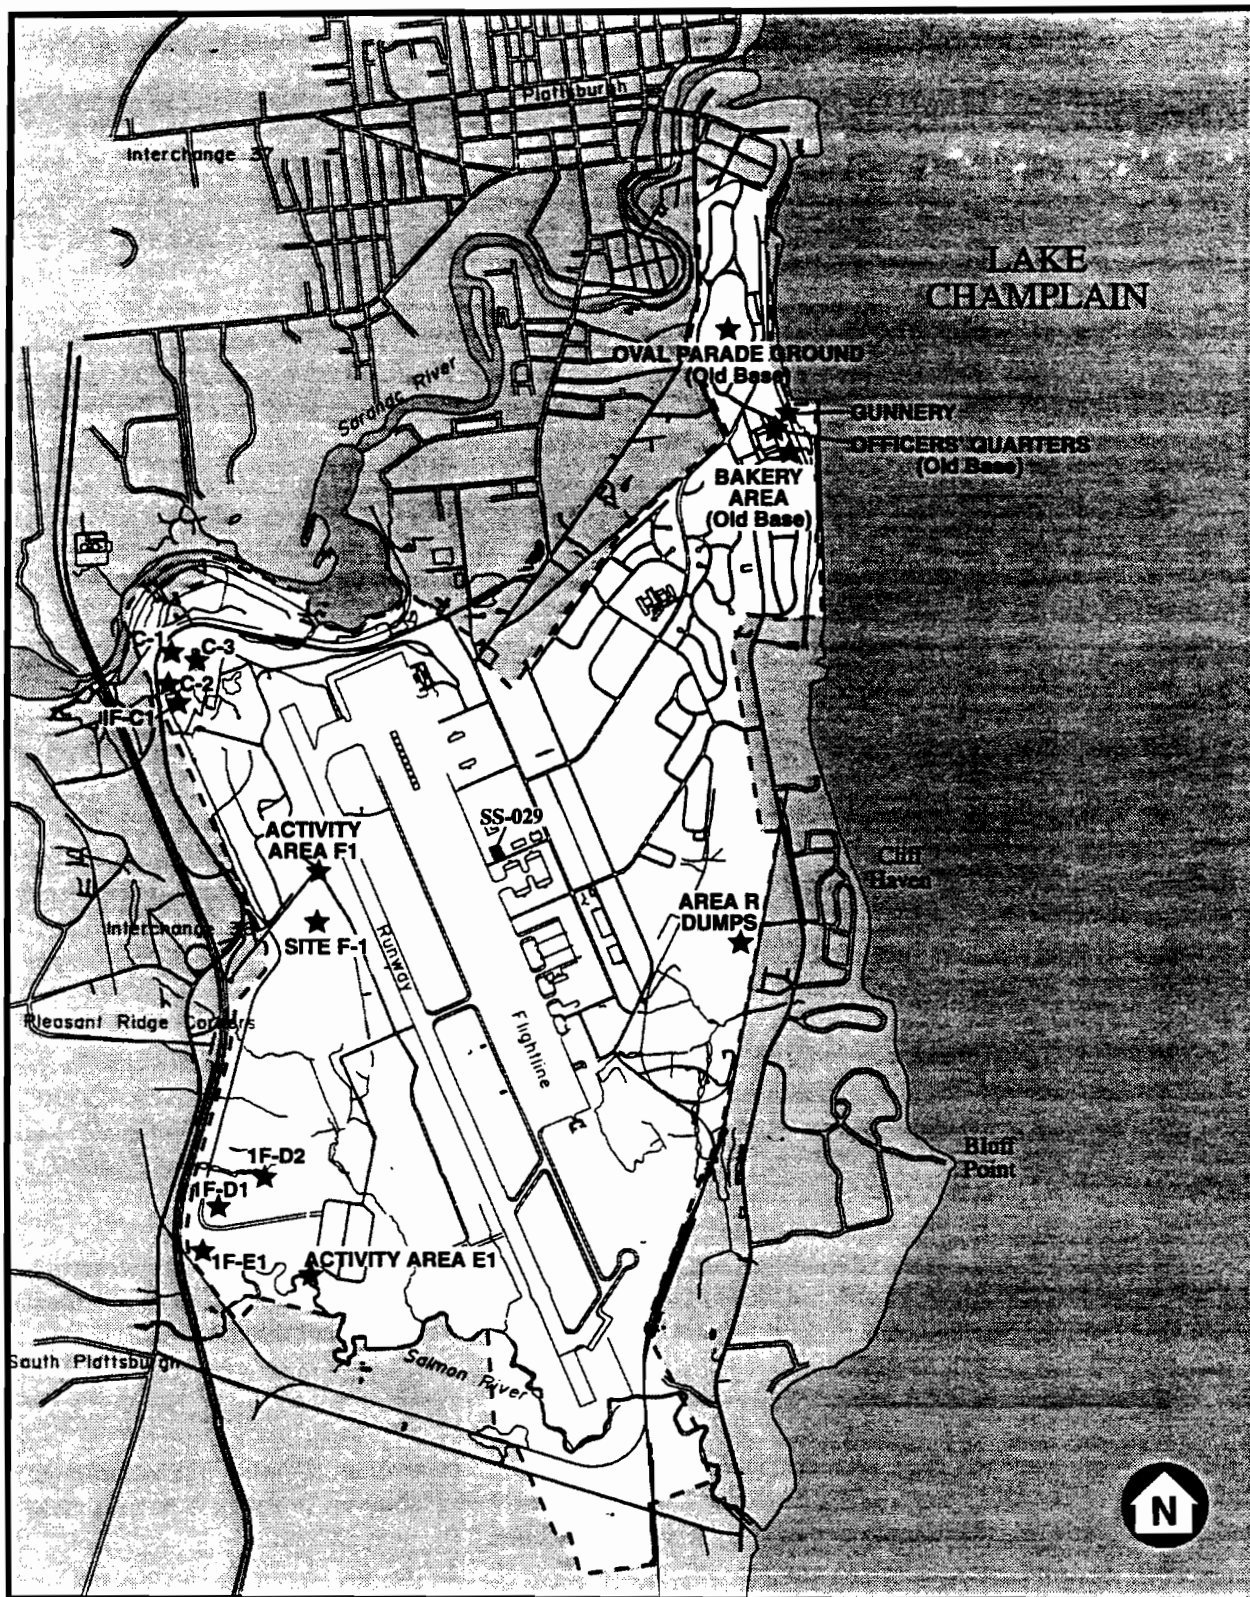 Plattsburgh
Interchange 37
LAKE
CHAMPLAIN
OVAL PARADE GROUND
(Old Base)
Saranac River
GUNNERY
OFFICERS' QUARTERS
(Old Base)
BAKERY
AREA
(Old Base)
C-1
C-3
C-2
IIF-C1
SS-029
ACTIVITY
AREA F1
Cliff
Haven
AREA R
DUMPS
Interchange 36
SITE F-1
Runway
Pleasant Ridge Corners
Flightline
1F-D2
1F-D1
Bluff
Point
1F-E1
ACTIVITY AREA E1
South Plattsburgh
Salmon River
N